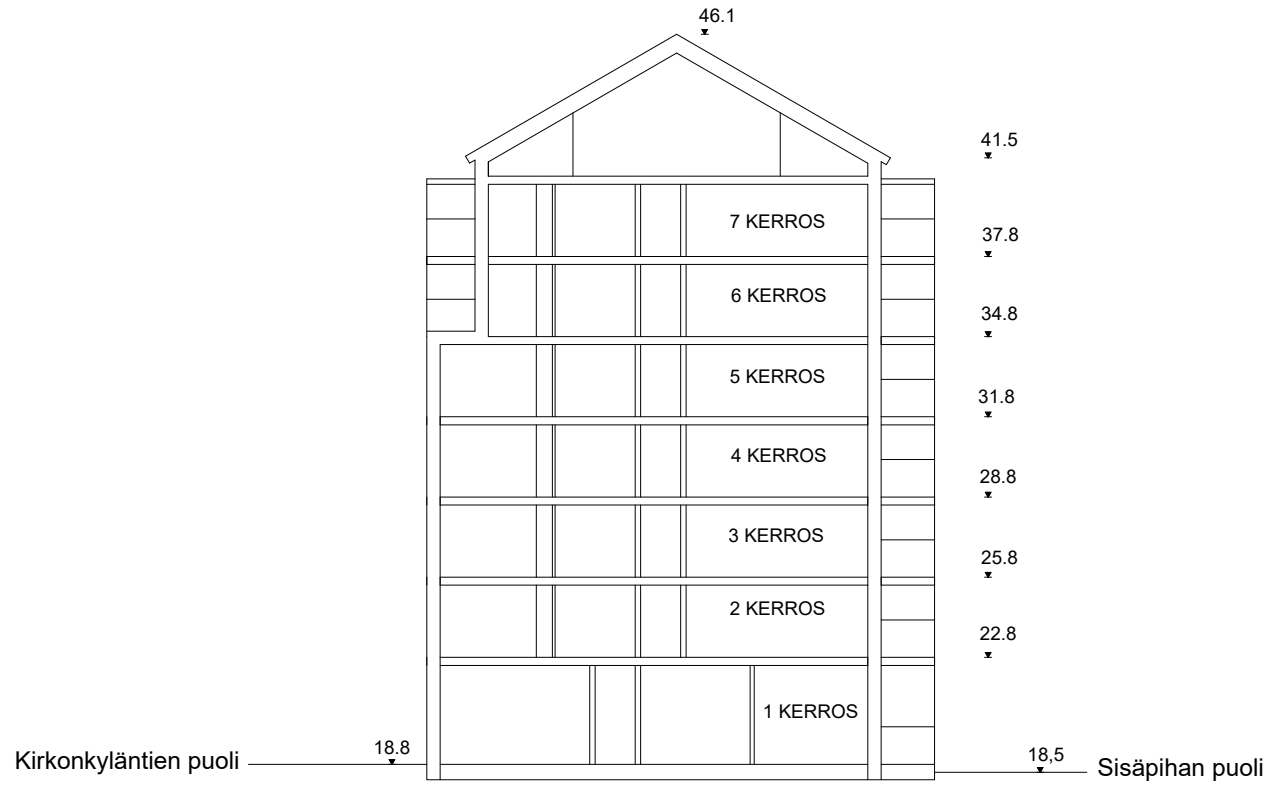 46.1
41.5
7 KERROS
37.8
6 KERROS
34.8
5 KERROS
31.8
4 KERROS
28.8
3 KERROS
25.8
2 KERROS
22.8
1 KERROS
Kirkonkyläntien puoli
18.8
18,5
Sisäpihan puoli